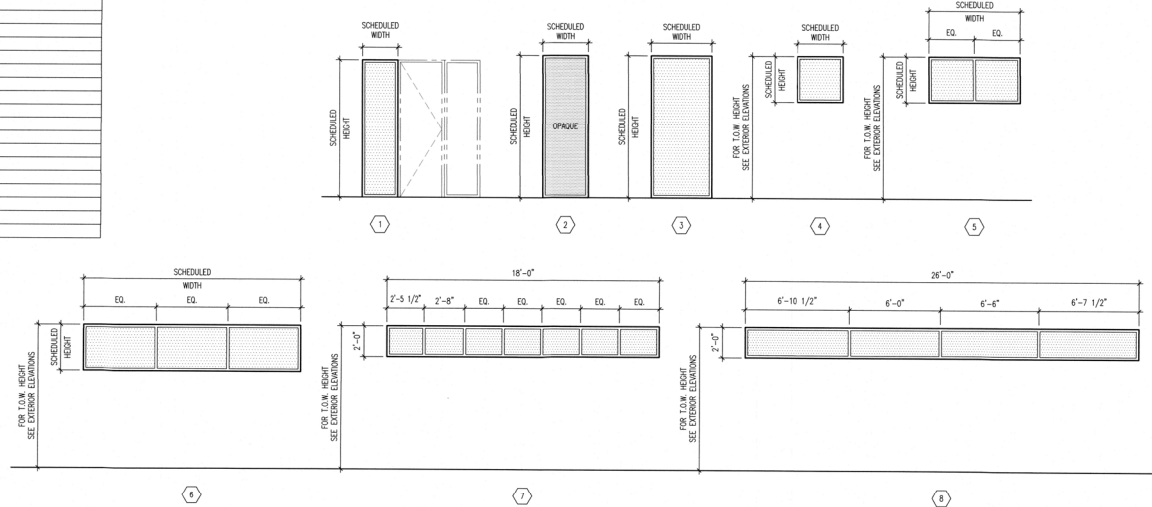 SCHEDULED
WIDTH
SCHEDULED
HEIGHT
1
SCHEDULED
WIDTH
SCHEDULED
HEIGHT
OPAQUE
2
SCHEDULED
WIDTH
SCHEDULED
HEIGHT
3
SCHEDULED
WIDTH
SCHEDULED
HEIGHT
FOR T.O.W HEIGHT
SEE EXTERIOR ELEVATIONS
4
SCHEDULED
WIDTH
EQ. EQ.
SCHEDULED
HEIGHT
FOR T.O.W. HEIGHT
SEE EXTERIOR ELEVATIONS
5
SCHEDULED
WIDTH
EQ. EQ. EQ.
SCHEDULED
HEIGHT
FOR T.O.W. HEIGHT
SEE EXTERIOR ELEVATIONS
6
18'-0"
2'-5 1/2" 2'-8" EQ. EQ. EQ. EQ. EQ.
2'-0"
FOR T.O.W. HEIGHT
SEE EXTERIOR ELEVATIONS
7
26'-0"
6'-10 1/2" 6'-0" 6'-6" 6'-7 1/2"
2'-0"
FOR T.O.W. HEIGHT
SEE EXTERIOR ELEVATIONS
8